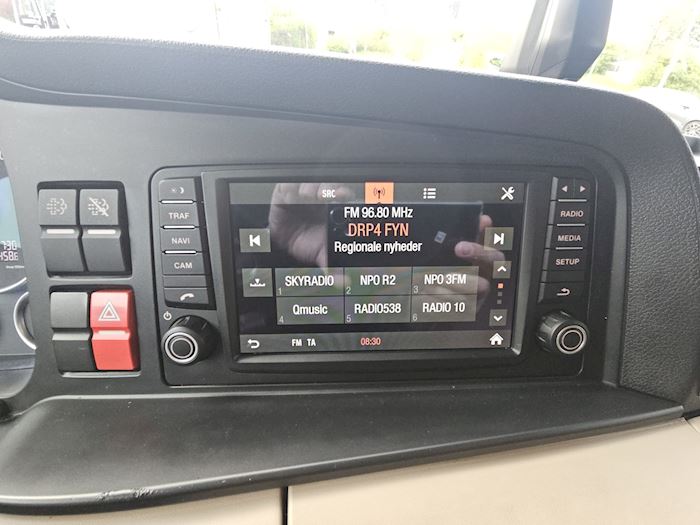 SRC
FM 96.80 MHz
DRP4 FYN
Regionale nyheder
1 SKYRADIO
2 NPO R2
3 NPO 3FM
4 Qmusic
5 RADIO538
6 RADIO 10
FM TA
08:30
TRAF
NAVI
CAM
RADIO
MEDIA
SETUP